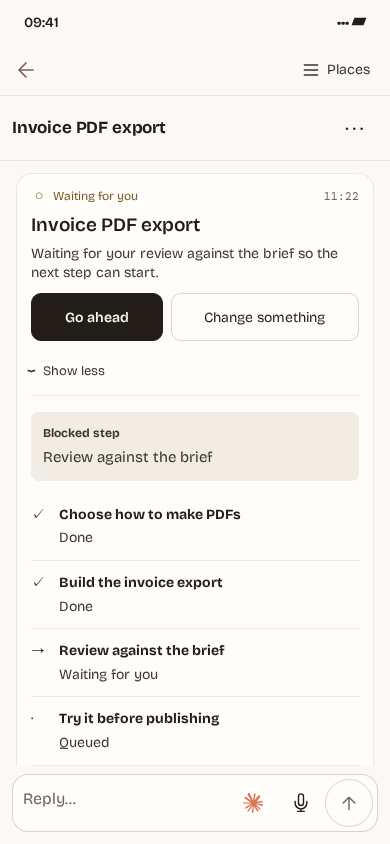 09:41
Places
Invoice PDF export
Waiting for you
11:22
Invoice PDF export
Waiting for your review against the brief so the
next step can start.
Go ahead
Change something
Show less
Blocked step
Review against the brief
✓ Choose how to make PDFs
Done
✓ Build the invoice export
Done
→ Review against the brief
Waiting for you
· Try it before publishing
Queued
Reply...